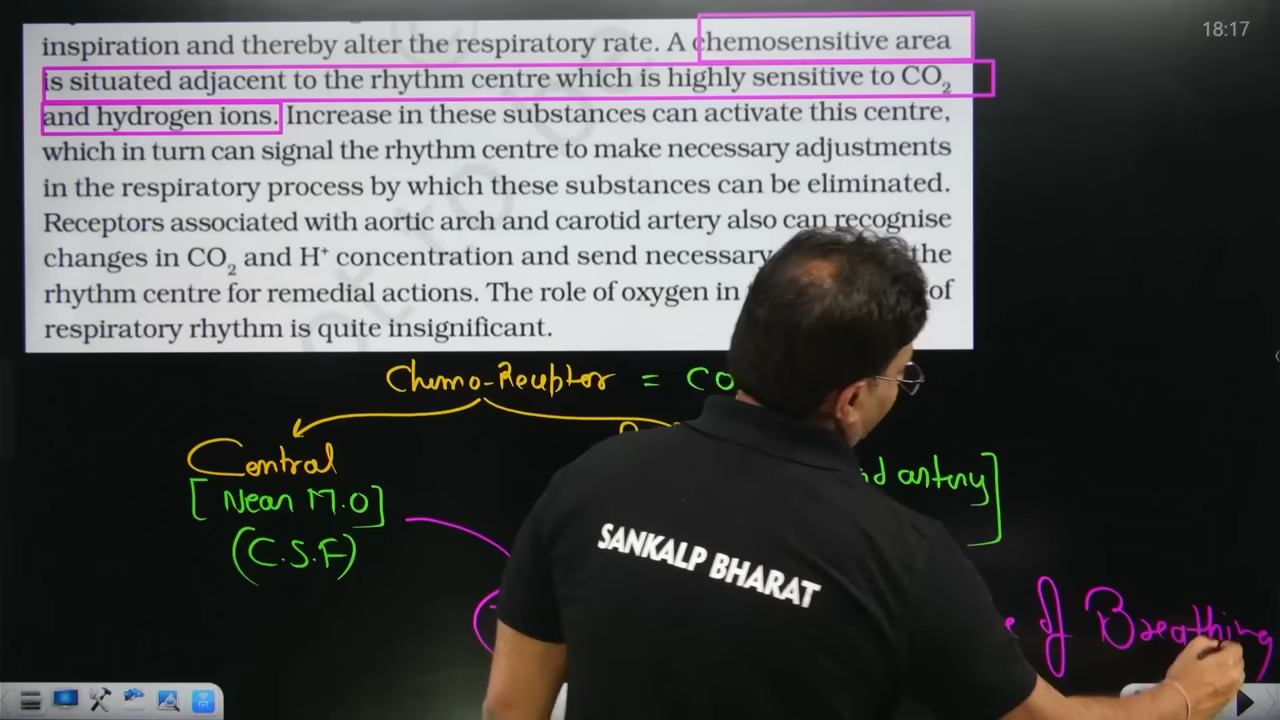 18:17
inspiration and thereby alter the respiratory rate. A chemosensitive area
is situated adjacent to the rhythm centre which is highly sensitive to CO₂
and hydrogen ions. Increase in these substances can activate this centre,
which in turn can signal the rhythm centre to make necessary adjustments
in the respiratory process by which these substances can be eliminated.
Receptors associated with aortic arch and carotid artery also can recognise
changes in CO₂ and H⁺ concentration and send necessary the
rhythm centre for remedial actions. The role of oxygen in of
respiratory rhythm is quite insignificant.
Chemo-Receptor = CO
Central
[Near M.O] artery]
(C.S.F)
of Breathing
SANKALP BHARAT